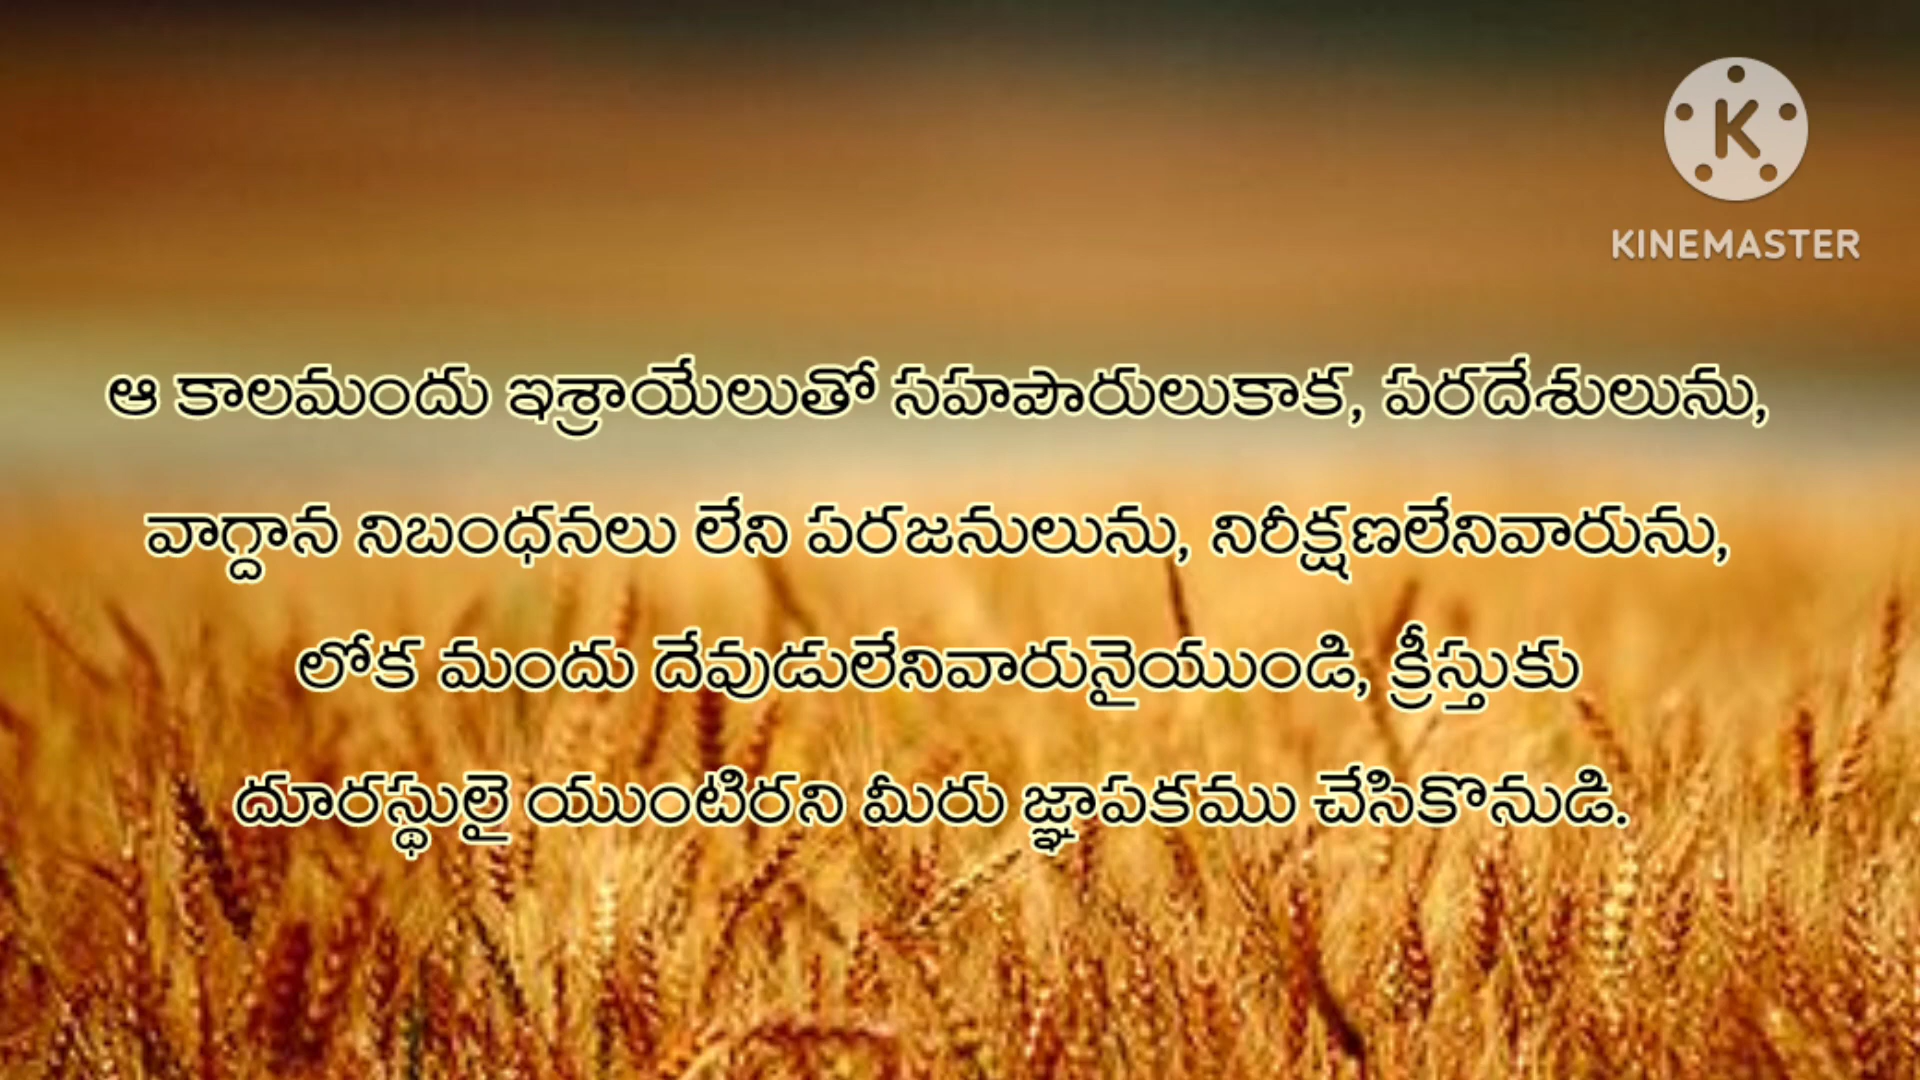 KINEMASTER
ఆ కాలమందు ఇశ్రాయేలుతో సహపౌరులుకాక, పరదేశులును,
వాగ్దాన నిబంధనలు లేని పరజనులును, నిరీక్షణలేనివారును,
లోక మందు దేవుడులేనివారునైయుండి, క్రీస్తుకు
దూరస్థులై యుంటిరని మీరు జ్ఞాపకము చేసికొనుడి.